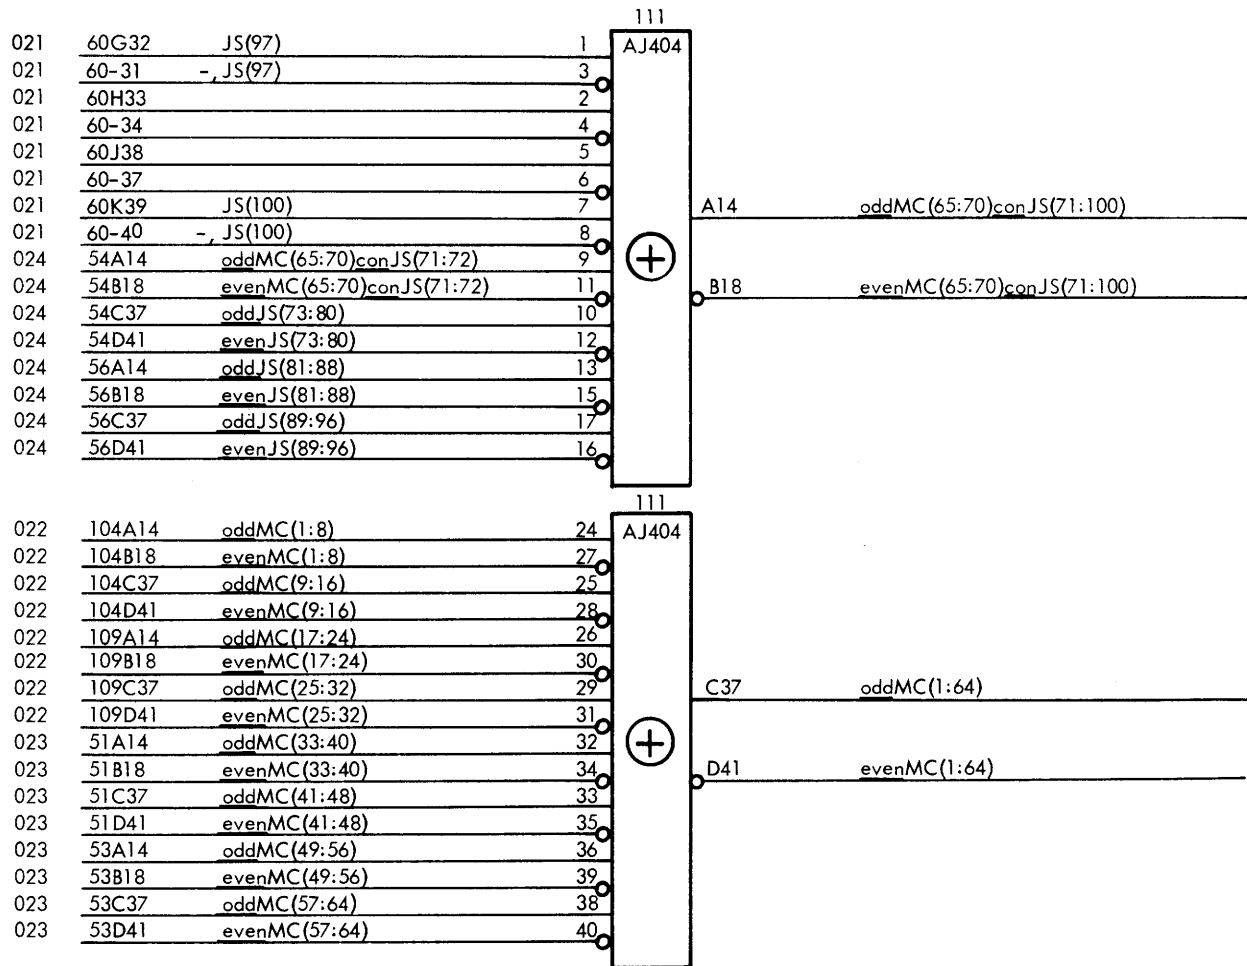 111
021 60G32 JS(97) 1 AJ404
021 60-31 -, JS(97) 3
021 60H33 2
021 60-34 4
021 60J38 5
021 60-37 6
021 60K39 JS(100) 7 A14 oddMC(65:70)conJS(71:100)
021 60-40 -, JS(100) 8
024 54A14 oddMC(65:70)conJS(71:72) 9
024 54B18 evenMC(65:70)conJS(71:72) 11 B18 evenMC(65:70)conJS(71:100)
024 54C37 oddJS(73:80) 10
024 54D41 evenJS(73:80) 12
024 56A14 oddJS(81:88) 13
024 56B18 evenJS(81:88) 15
024 56C37 oddJS(89:96) 17
024 56D41 evenJS(89:96) 16
111
022 104A14 oddMC(1:8) 24 AJ404
022 104B18 evenMC(1:8) 27
022 104C37 oddMC(9:16) 25
022 104D41 evenMC(9:16) 28
022 109A14 oddMC(17:24) 26
022 109B18 evenMC(17:24) 30
022 109C37 oddMC(25:32) 29 C37 oddMC(1:64)
022 109D41 evenMC(25:32) 31
023 51A14 oddMC(33:40) 32
023 51B18 evenMC(33:40) 34 D41 evenMC(1:64)
023 51C37 oddMC(41:48) 33
023 51D41 evenMC(41:48) 35
023 53A14 oddMC(49:56) 36
023 53B18 evenMC(49:56) 39
023 53C37 oddMC(57:64) 38
023 53D41 evenMC(57:64) 40